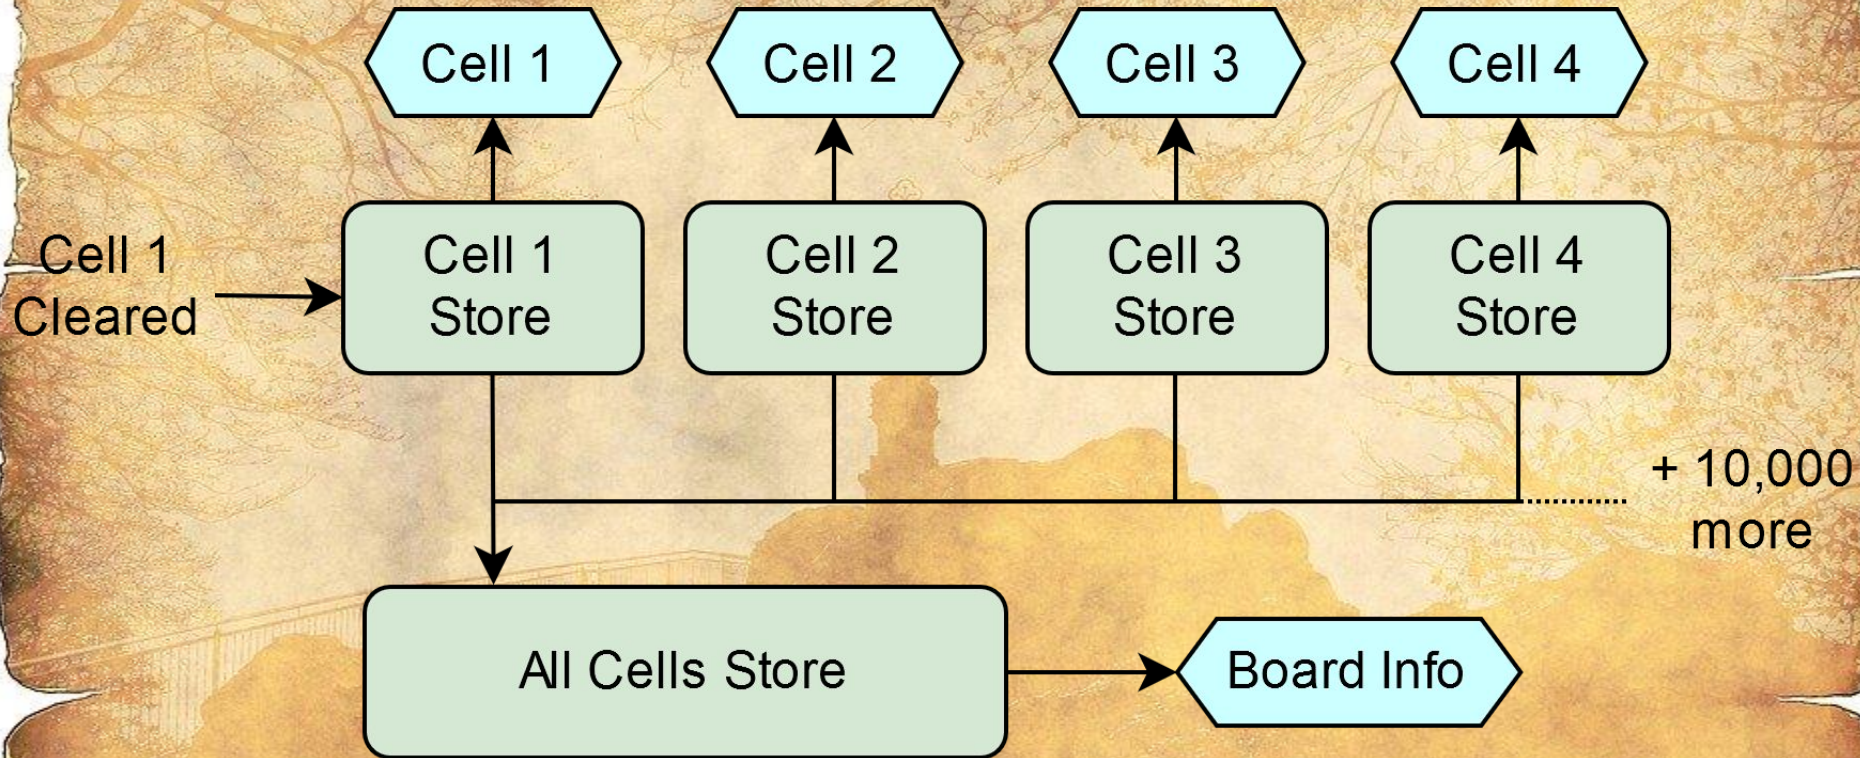 Cell 1
Cell 2
Cell 3
Cell 4
Cell 1
Cleared
Cell 1
Store
Cell 2
Store
Cell 3
Store
Cell 4
Store
+ 10,000
more
All Cells Store
Board Info